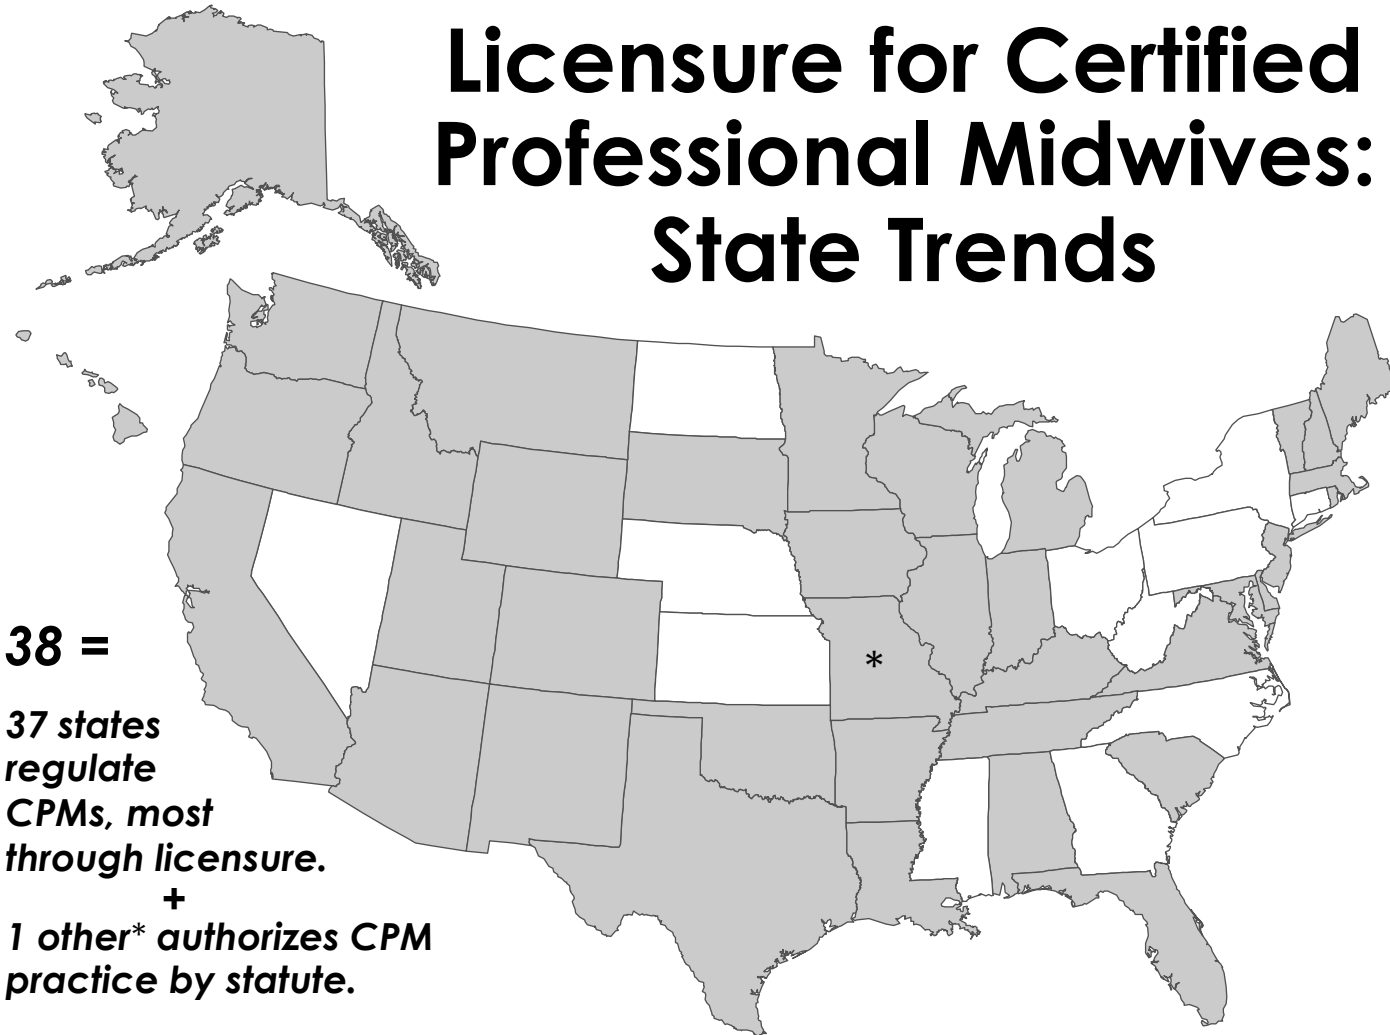 Licensure for Certified
Professional Midwives:
State Trends
*
38 =
37 states
regulate
CPMs, most
through licensure.
+
1 other* authorizes CPM
practice by statute.